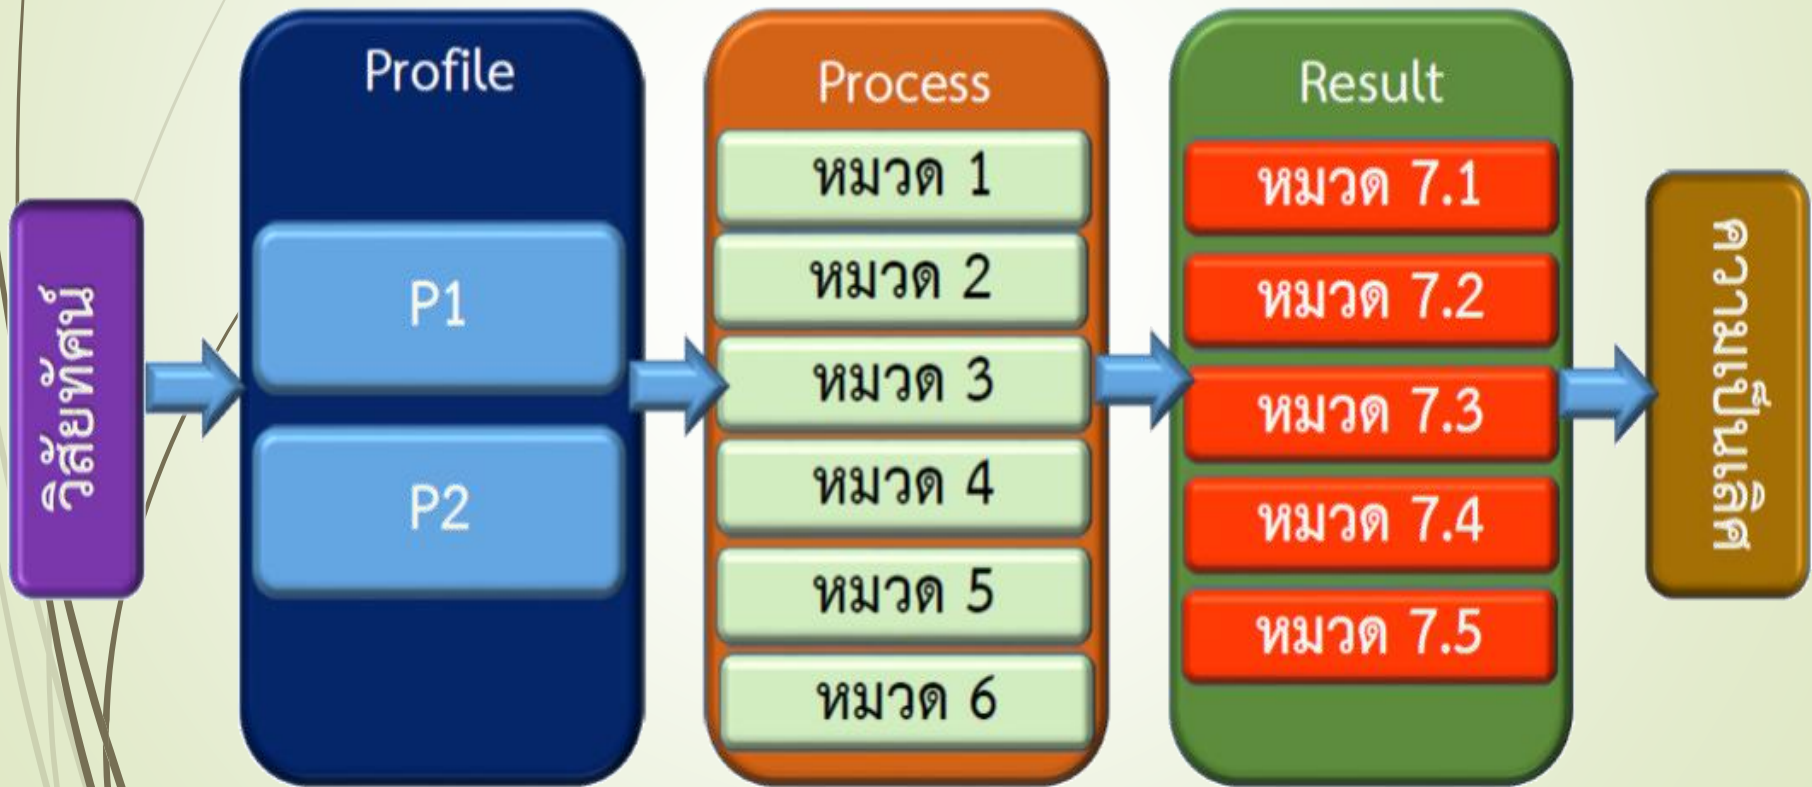 วิสัยทัศน์
Profile
P1
P2
Process
หมวด 1
หมวด 2
หมวด 3
หมวด 4
หมวด 5
หมวด 6
Result
หมวด 7.1
หมวด 7.2
หมวด 7.3
หมวด 7.4
หมวด 7.5
ความเป็นเลิศ